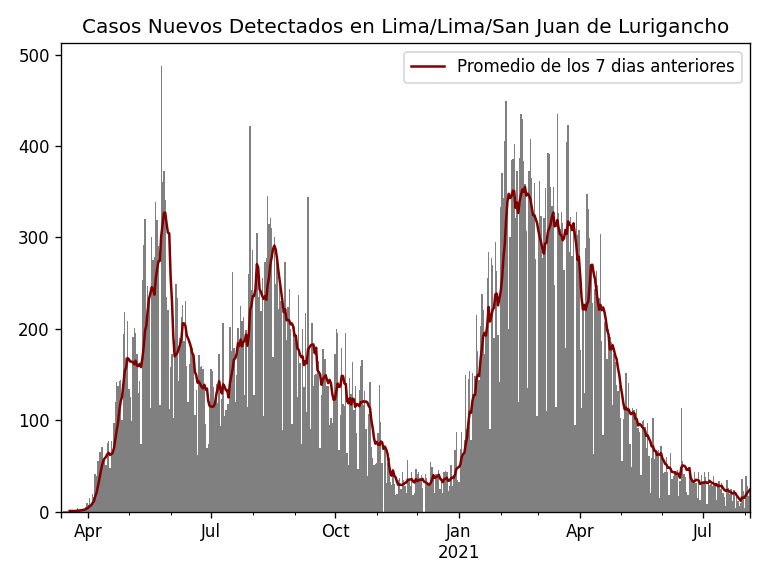 Casos Nuevos Detectados en Lima/Lima/San Juan de Lurigancho
Promedio de los 7 dias anteriores
500
400
300
200
100
0
Apr Jul Oct Jan Apr Jul
2021